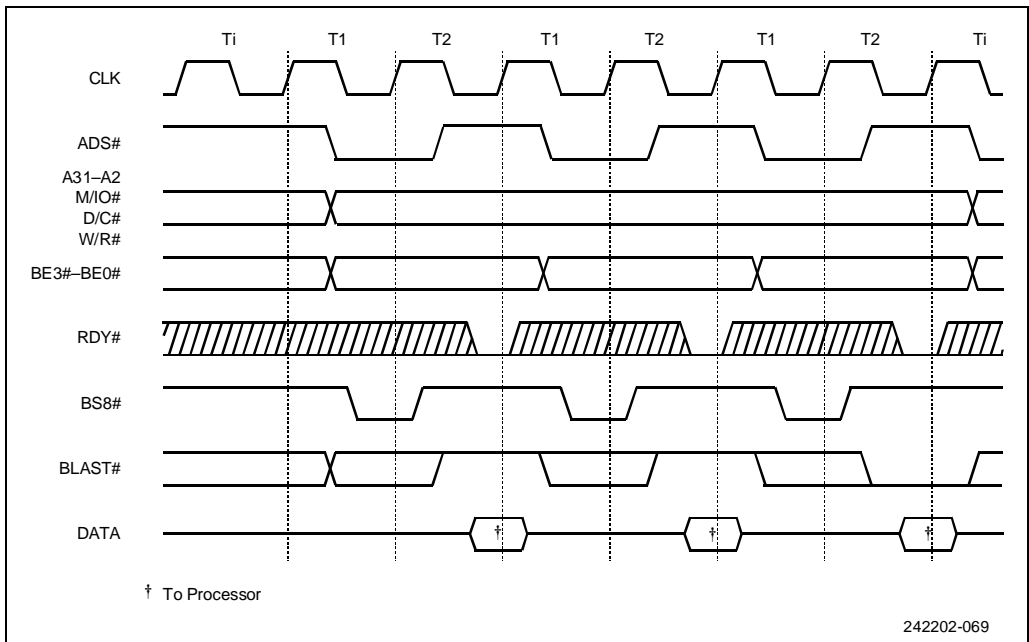 Ti T1 T2 T1 T2 T1 T2 Ti
CLK
ADS#
A31–A2
M/IO#
D/C#
W/R#
BE3#–BE0#
RDY#
BS8#
BLAST#
DATA
† † †
† To Processor
242202-069